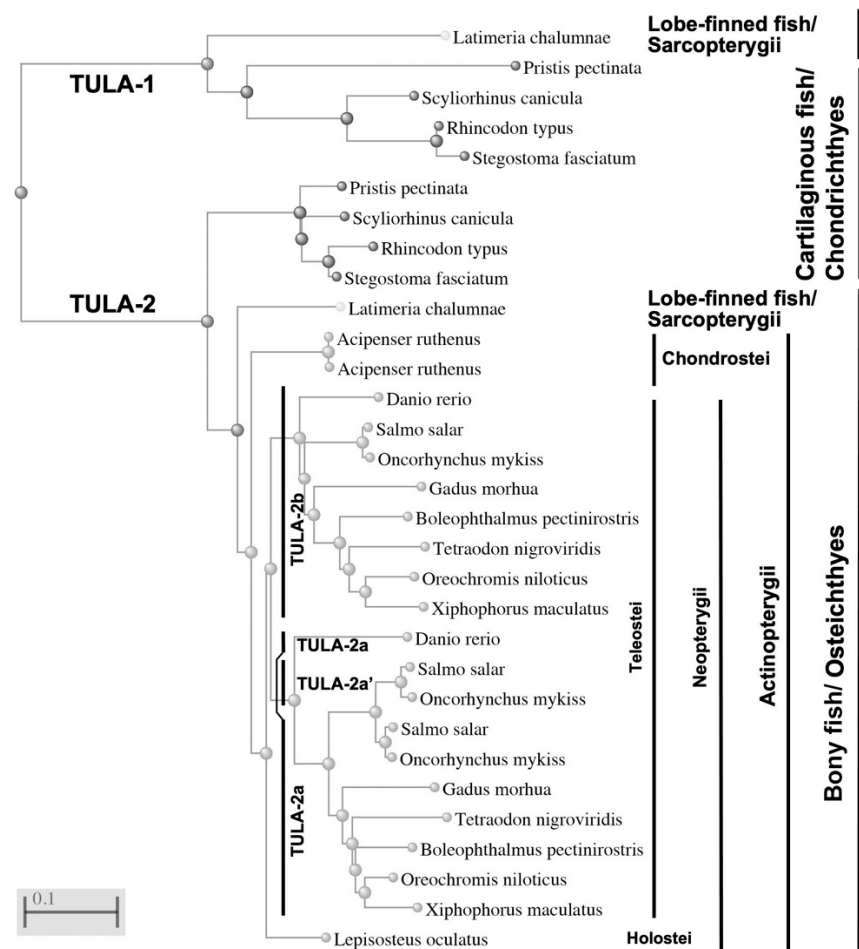 Latimeria chalumnae
Lobe-finned fish/
Sarcopterygii
TULA-1
Pristis pectinata
Scyliorhinus canicula
Rhincodon typus
Stegostoma fasciatum
Cartilaginous fish/
Chondrichthyes
Pristis pectinata
Scyliorhinus canicula
Rhincodon typus
Stegostoma fasciatum
TULA-2
Latimeria chalumnae
Lobe-finned fish/
Sarcopterygii
Acipenser ruthenus
Acipenser ruthenus
Chondrostei
Danio rerio
Salmo salar
Oncorhynchus mykiss
Gadus morhua
TULA-2b
Boleophthalmus pectinirostris
Tetraodon nigroviridis
Oreochromis niloticus
Xiphophorus maculatus
Teleostei
Neopterygii
Actinopterygii
Bony fish/ Osteichthyes
Danio rerio
TULA-2a
Salmo salar
TULA-2a’
Oncorhynchus mykiss
Salmo salar
Oncorhynchus mykiss
Gadus morhua
TULA-2a
Tetraodon nigroviridis
Boleophthalmus pectinirostris
Oreochromis niloticus
Xiphophorus maculatus
Lepisosteus oculatus
Holostei
0.1